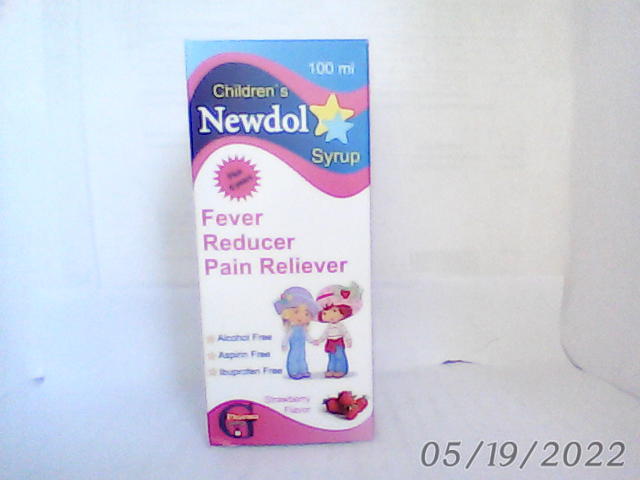 100 ml
Children's
Newdol
Syrup
Fever
Reducer
Pain Reliever
Alcohol Free
Aspirin Free
Ibuprofen Free
Strawberry
Flavor
G
05/19/2022